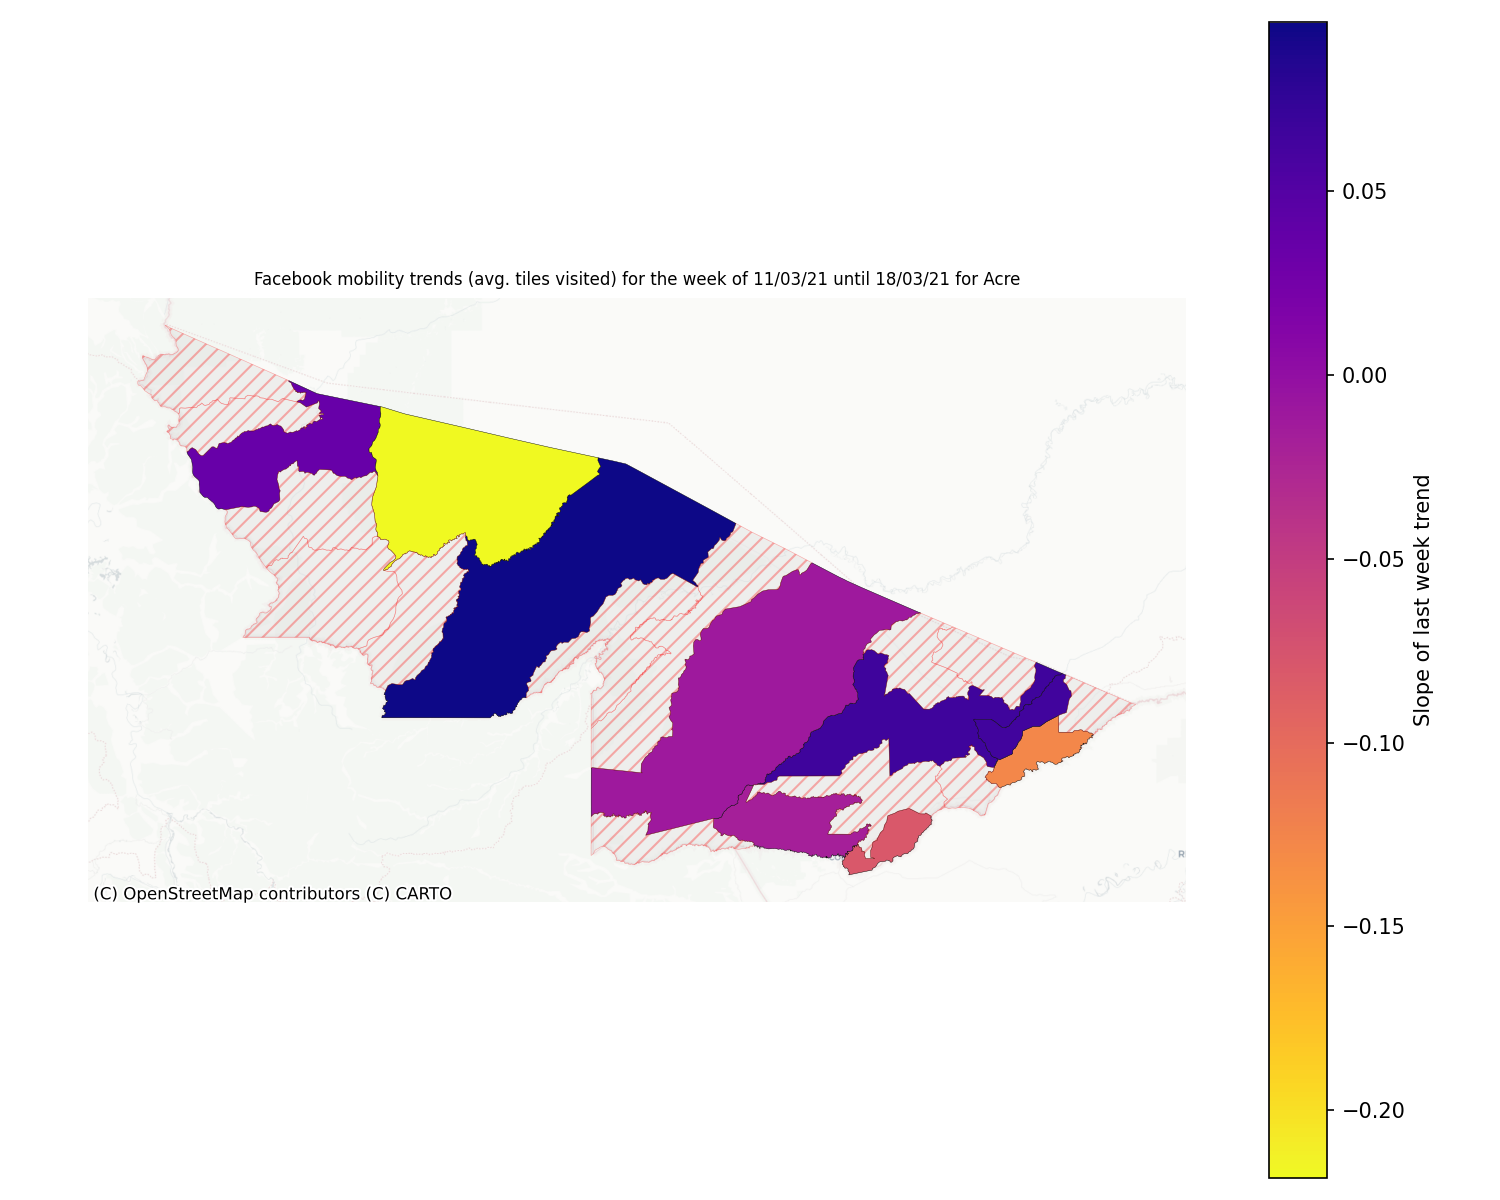 Facebook mobility trends (avg. tiles visited) for the week of 11/03/21 until 18/03/21 for Acre
0.05
0.00
−0.05
−0.10
−0.15
−0.20
Slope of last week trend
(C) OpenStreetMap contributors (C) CARTO